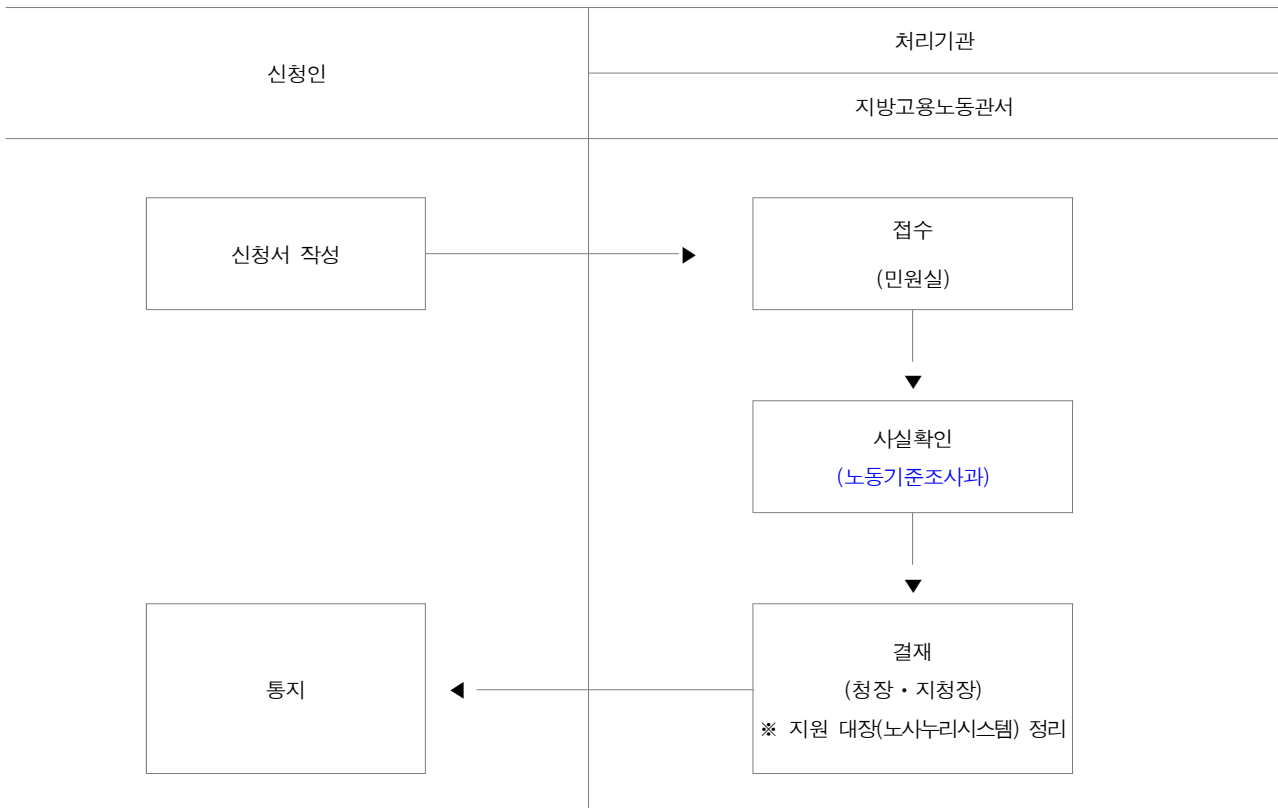 신청인
처리기관
지방고용노동관서
신청서 작성
접수
(민원실)
사실확인
(노동기준조사과)
통지
결재
(청장・지청장)
※ 지원 대장(노사누리시스템) 정리